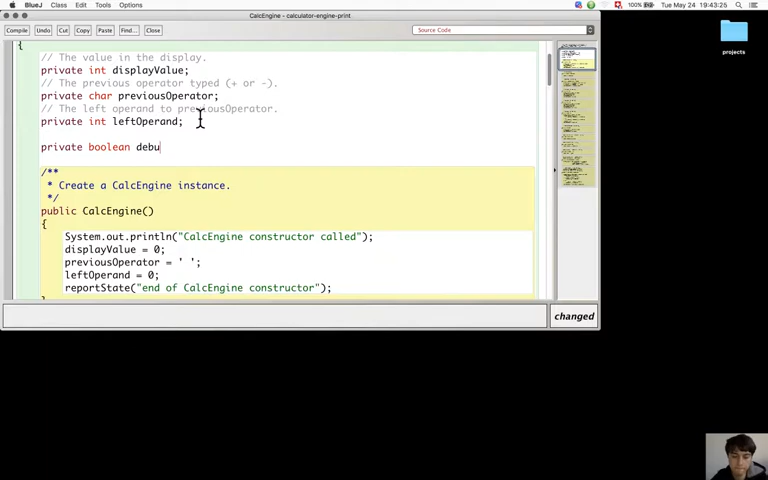 BlueJ Class Edit Tools Options 100% Tue May 24 19:43:25
CalcEngine - calculator-engine-print
Compile Undo Cut Copy Paste Find... Close Source Code
{
// The value in the display.
private int displayValue;
// The previous operator typed (+ or -).
private char previousOperator;
// The left operand to previousOperator.
private int leftOperand;
private boolean debu
/**
* Create a CalcEngine instance.
*/
public CalcEngine()
{
System.out.println("CalcEngine constructor called");
displayValue = 0;
previousOperator = ' ';
leftOperand = 0;
reportState("end of CalcEngine constructor");
changed
projects